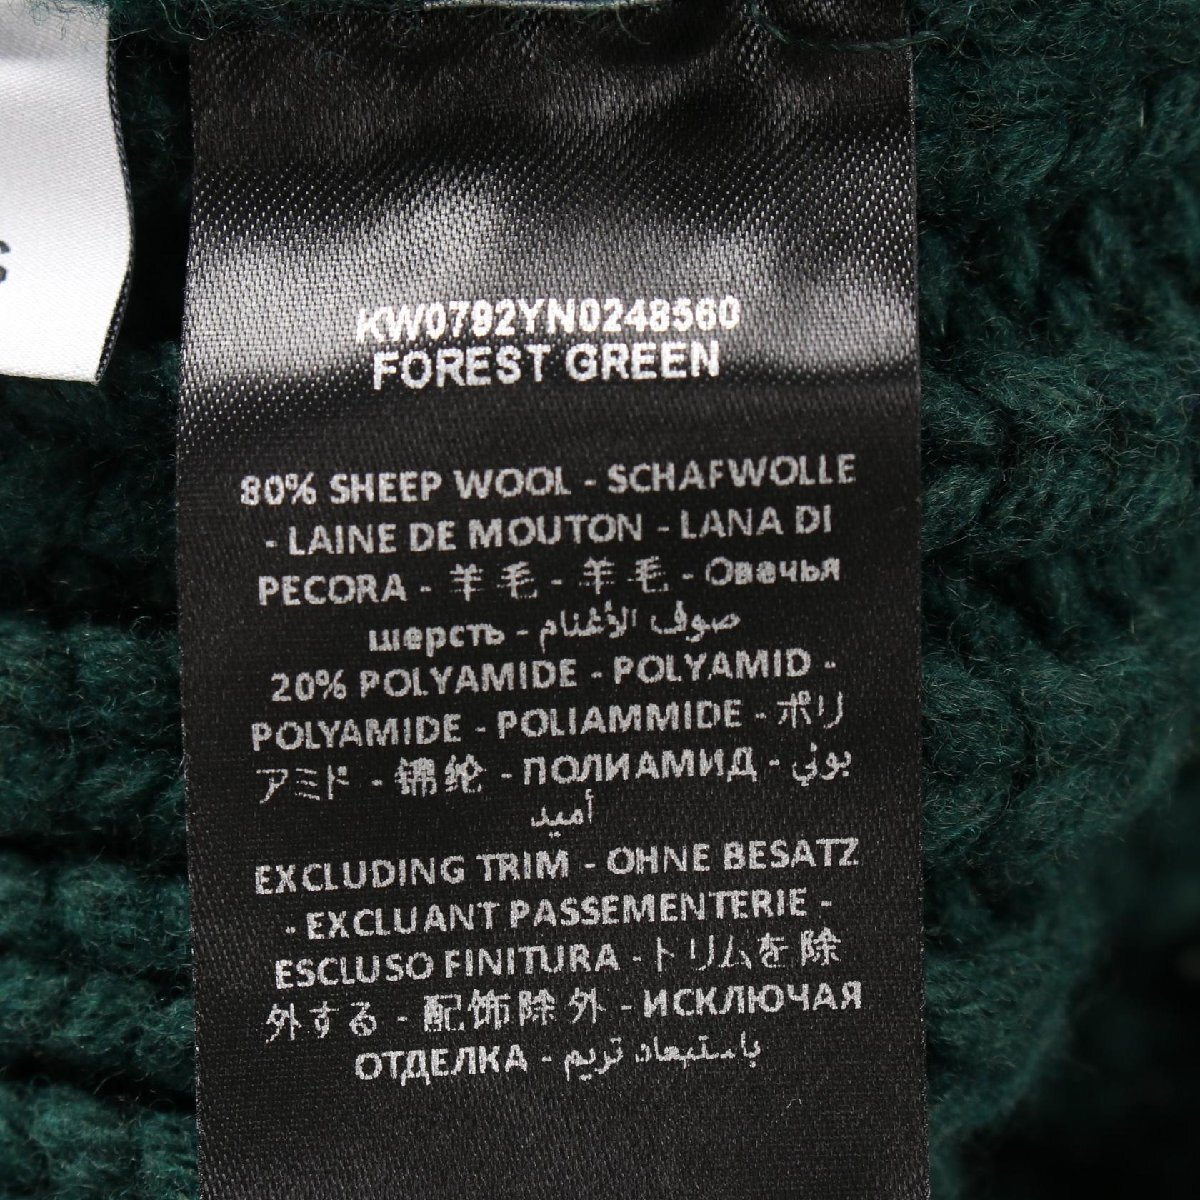 S
KW0792YN0248560
FOREST GREEN
80% SHEEP WOOL - SCHAFWOLLE
- LAINE DE MOUTON - LANA DI
PECORA - 羊毛 - 羊毛 - Овечья
шерсть - صوف الأغنام
20% POLYAMIDE - POLYAMID -
POLYAMIDE - POLIAMMIDE - ポリ
アミド - 锦纶 - ПОЛИАМИД - بولي
أميد
EXCLUDING TRIM - OHNE BESATZ
- EXCLUANT PASSEMENTERIE -
ESCLUSO FINITURA - トリムを除
外する - 配饰除外 - ИСКЛЮЧАЯ
ОТДЕЛКА - باستبعاد تريم